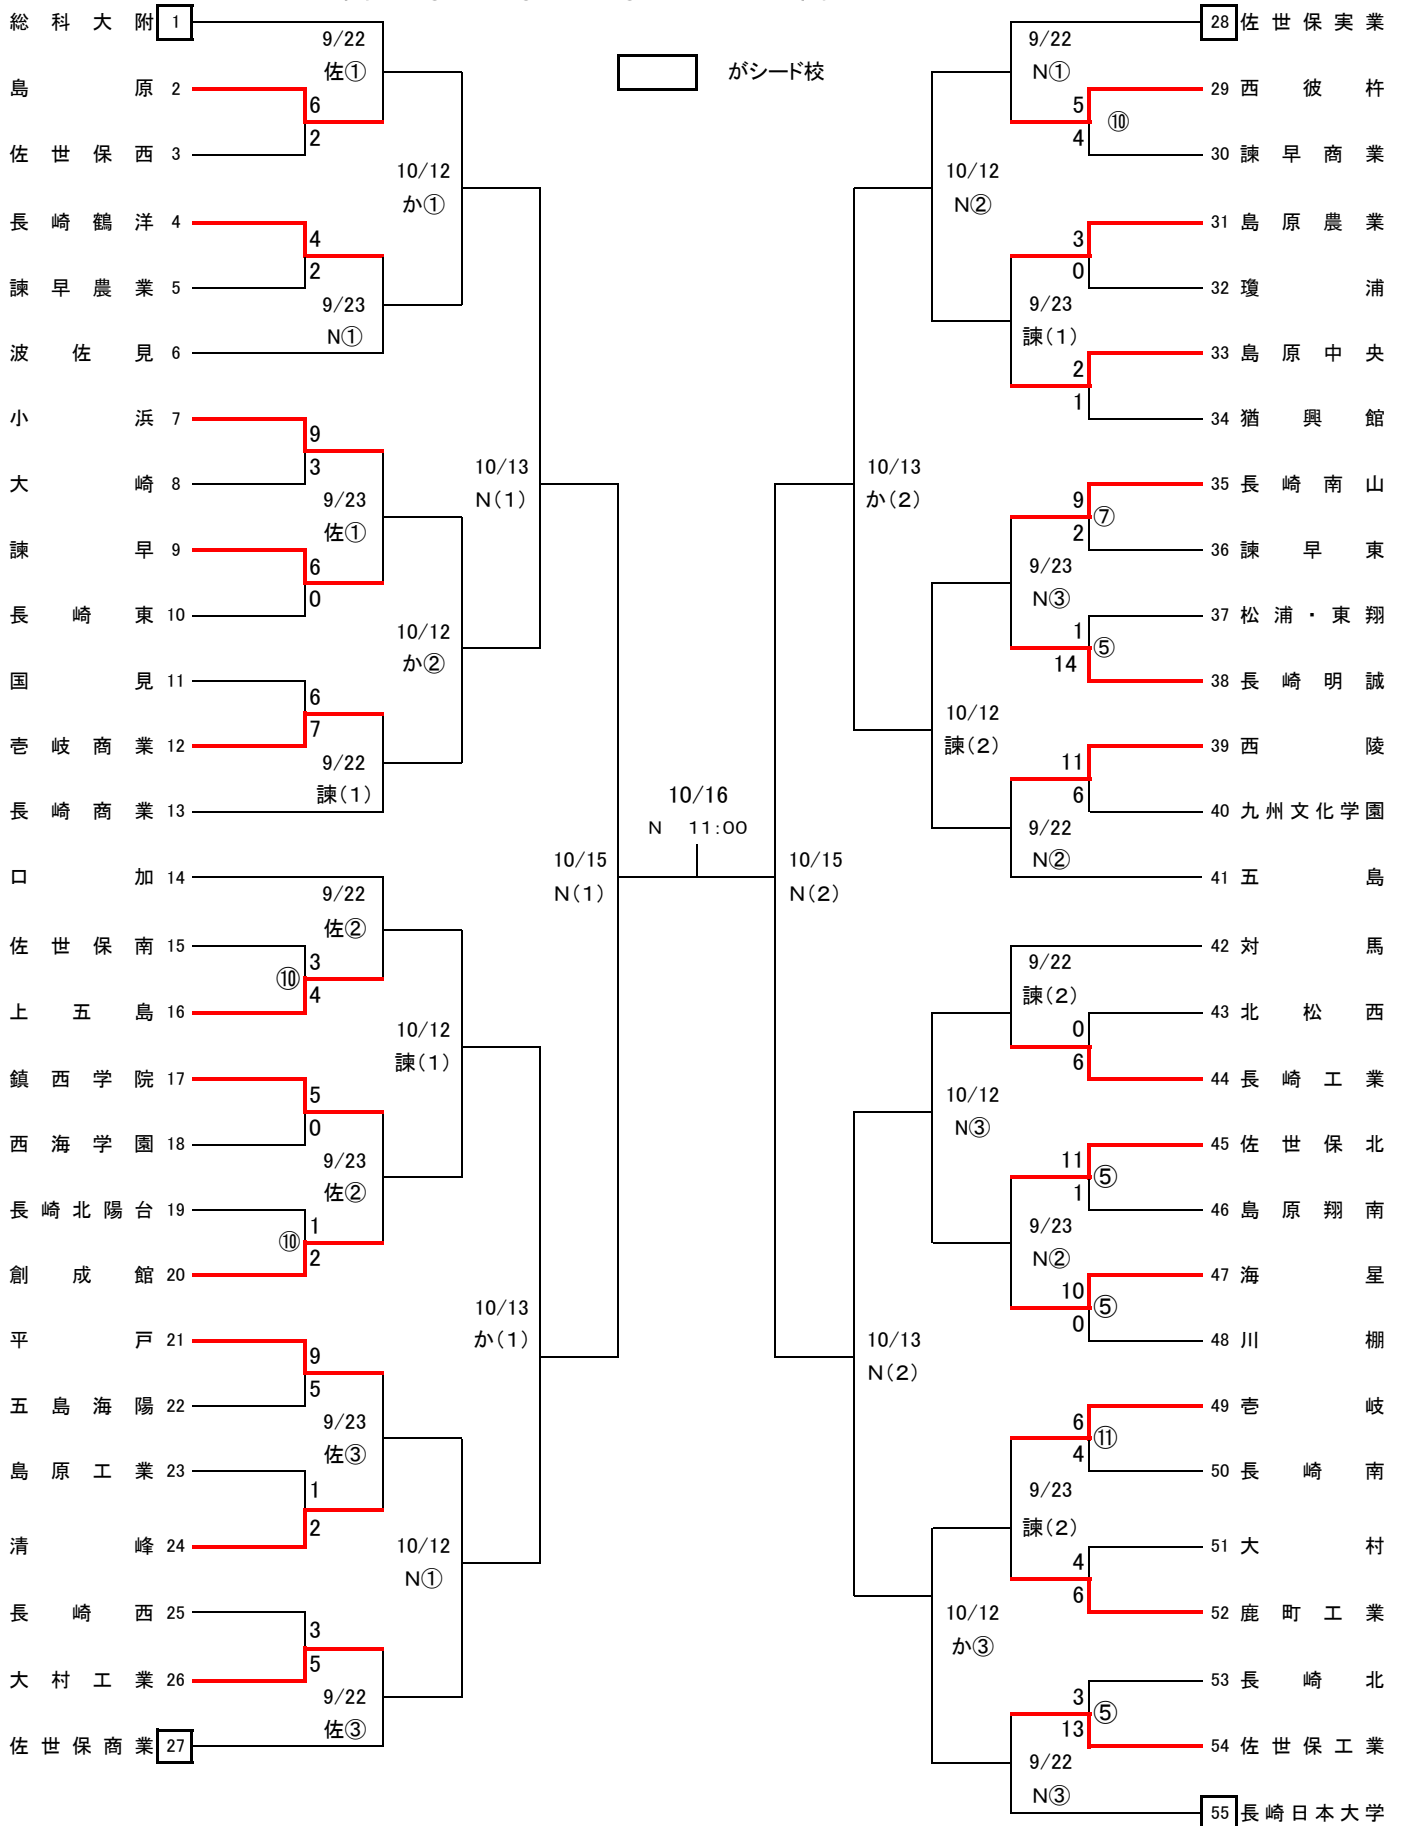 がシード校
総科大附 1
9/22
佐①
島原 2
6
2
佐世保西 3
10/12
か①
長崎鶴洋 4
4
2
諫早農業 5
9/23
N①
波佐見 6
小浜 7
9
3
大崎 8
10/13
N(1)
9/23
佐①
諫早 9
6
0
長崎東 10
10/12
か②
国見 11
6
7
壱岐商業 12
9/22
諫(1)
長崎商業 13
10/16
N 11:00
10/15
N(1)
口加 14
9/22
佐②
佐世保南 15
3
⑩
4
上五島 16
10/12
諫(1)
鎮西学院 17
5
0
西海学園 18
9/23
佐②
長崎北陽台 19
1
⑩
2
創成館 20
10/13
か(1)
平戸 21
9
5
五島海陽 22
9/23
佐③
島原工業 23
1
2
清峰 24
10/12
N①
長崎西 25
3
5
大村工業 26
9/22
佐③
佐世保商業 27
28 佐世保実業
9/22
N①
29 西彼杵
5
⑩
4
30 諫早商業
10/12
N②
31 島原農業
3
0
32 瓊浦
9/23
諫(1)
33 島原中央
2
1
34 猶興館
10/13
か(2)
35 長崎南山
9
⑦
2
36 諫早東
9/23
N③
37 松浦・東翔
1
⑤
14
38 長崎明誠
10/12
諫(2)
39 西陵
11
6
40 九州文化学園
9/22
N②
41 五島
10/15
N(2)
42 対馬
9/22
諫(2)
43 北松西
0
6
44 長崎工業
10/12
N③
45 佐世保北
11
⑤
1
46 島原翔南
9/23
N②
47 海星
10
⑤
0
48 川棚
10/13
N(2)
49 壱岐
6
⑪
4
50 長崎南
9/23
諫(2)
51 大村
4
6
52 鹿町工業
10/12
か③
53 長崎北
3
⑤
13
54 佐世保工業
9/22
N③
55 長崎日本大学